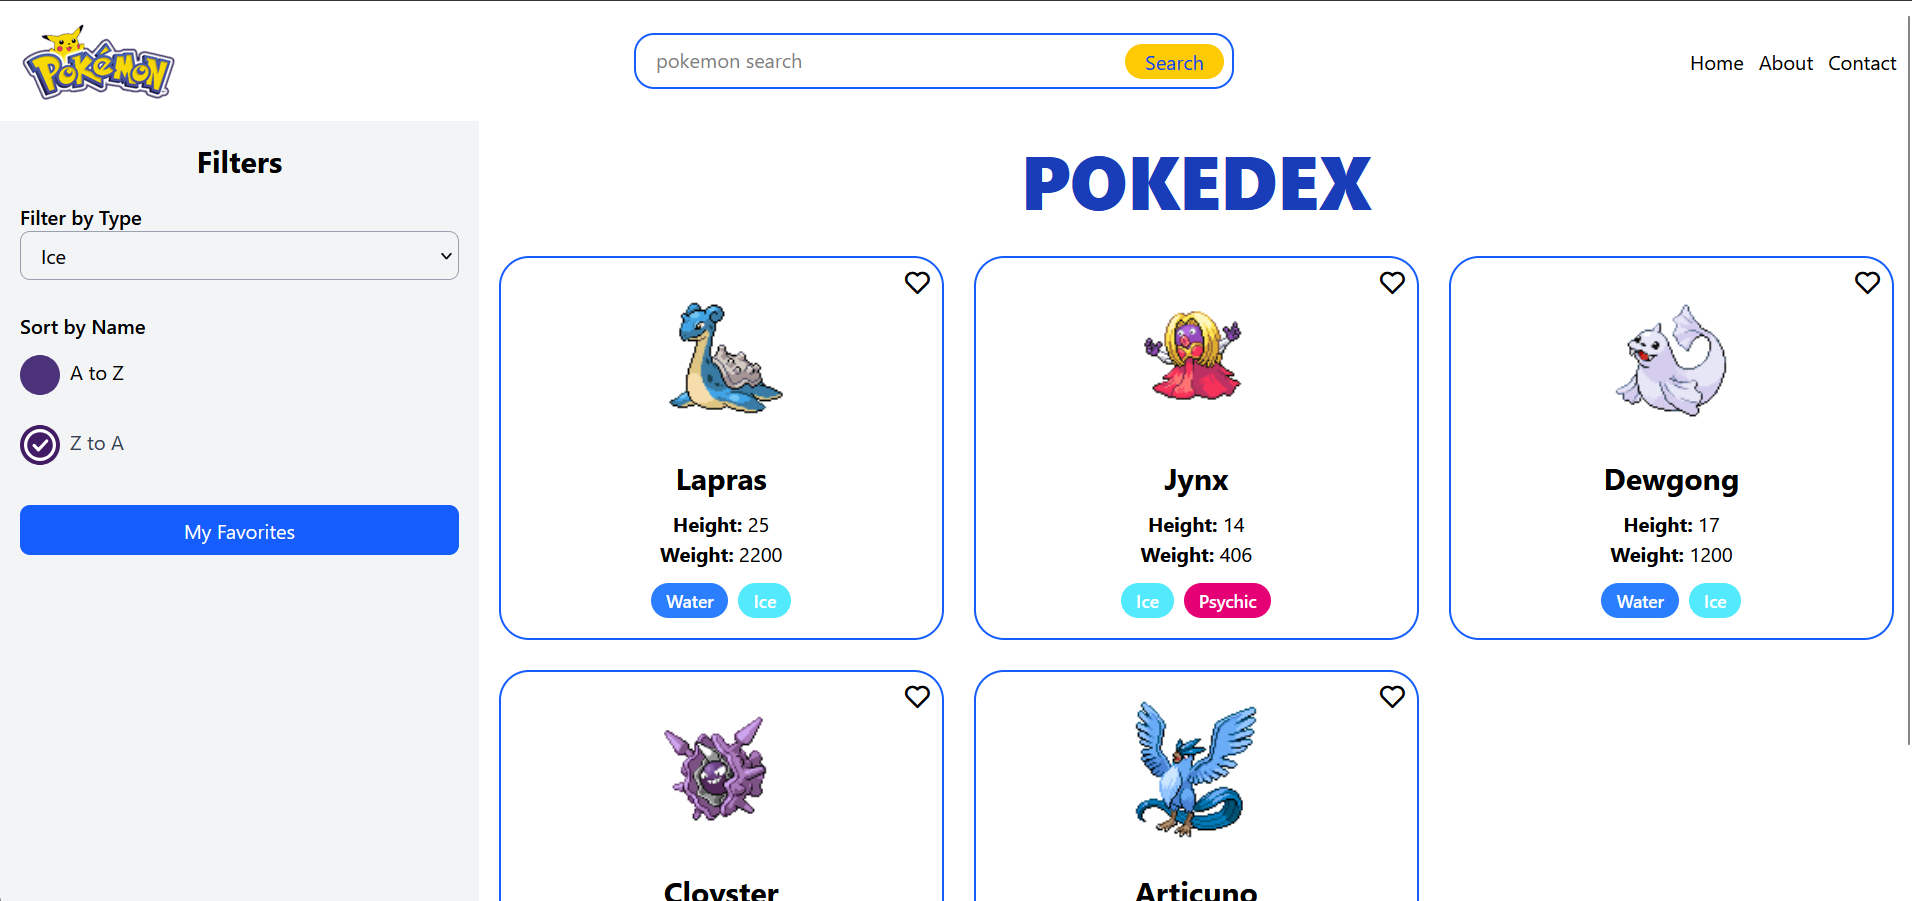 Pokémon
pokemon search
Search
Home About Contact
Filters
Filter by Type
Ice
Sort by Name
A to Z
Z to A
My Favorites
POKEDEX
Lapras
Height: 25
Weight: 2200
Water Ice
Jynx
Height: 14
Weight: 406
Ice Psychic
Dewgong
Height: 17
Weight: 1200
Water Ice
Cloyster
Articuno